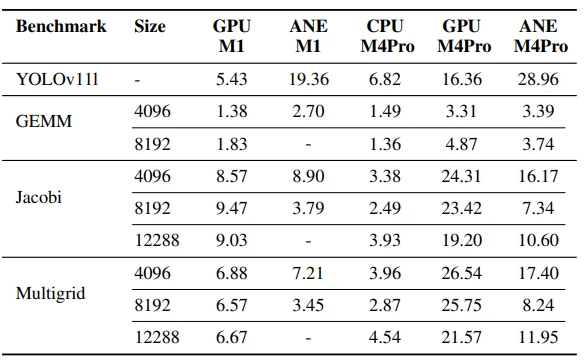 Benchmark Size GPU M1 ANE M1 CPU M4Pro GPU M4Pro ANE M4Pro
YOLOv11l - 5.43 19.36 6.82 16.36 28.96
GEMM 4096 1.38 2.70 1.49 3.31 3.39
8192 1.83 - 1.36 4.87 3.74
Jacobi 4096 8.57 8.90 3.38 24.31 16.17
8192 9.47 3.79 2.49 23.42 7.34
12288 9.03 - 3.93 19.20 10.60
Multigrid 4096 6.88 7.21 3.96 26.54 17.40
8192 6.57 3.45 2.87 25.75 8.24
12288 6.67 - 4.54 21.57 11.95